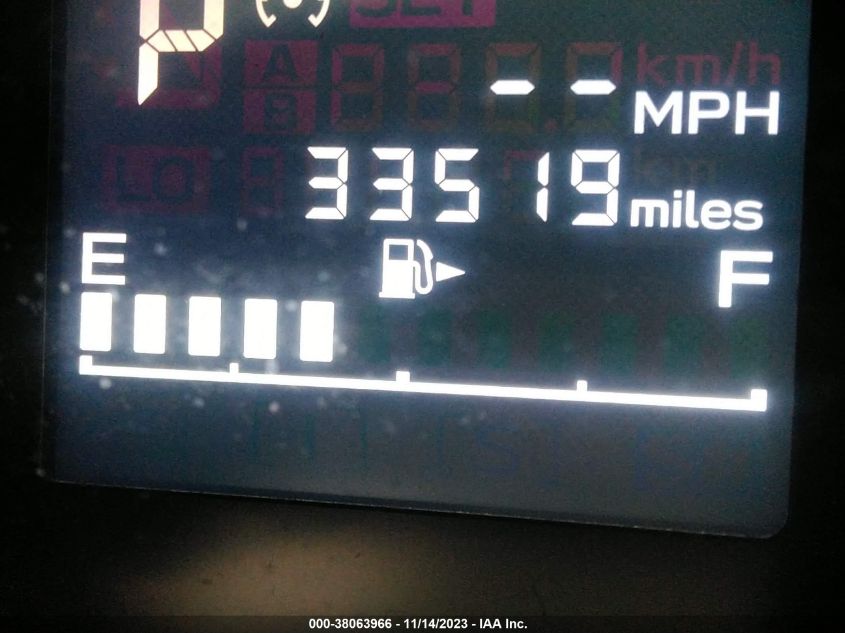 P
-- MPH
33519 miles
E F
000-38063966 - 11/14/2023 - IAA Inc.